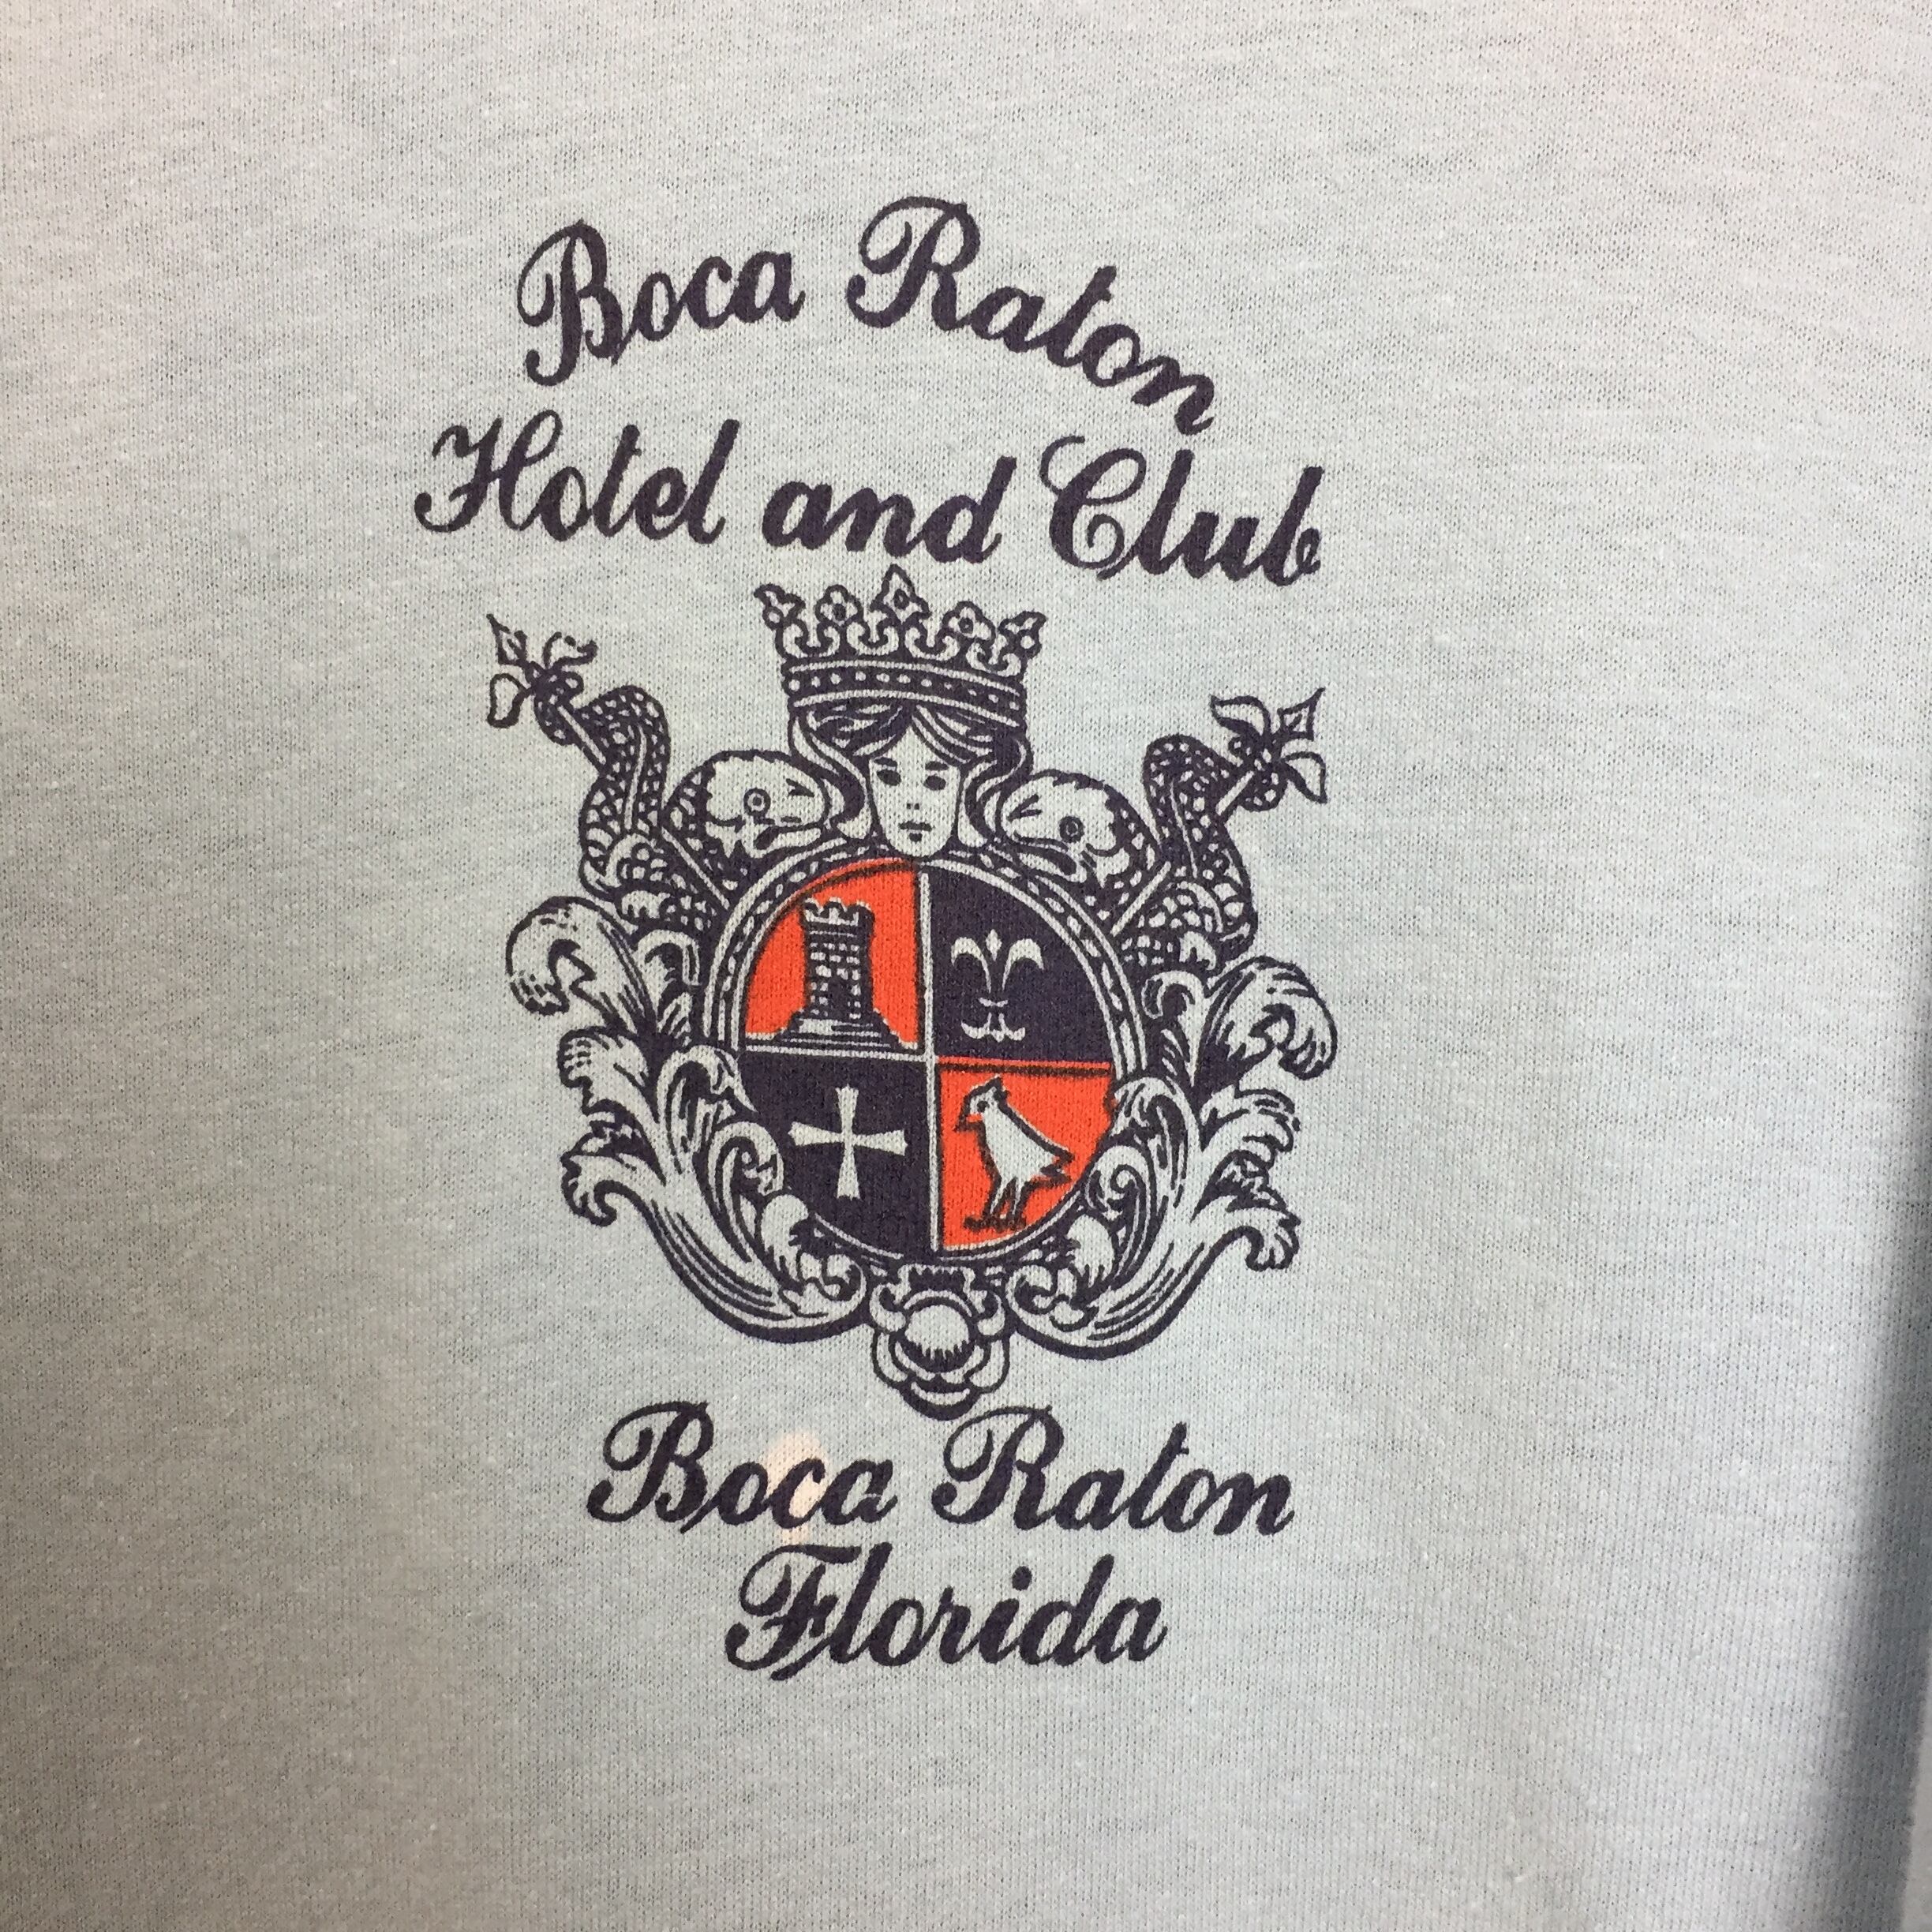 Boca Raton
Hotel and Club
Boca Raton
Florida